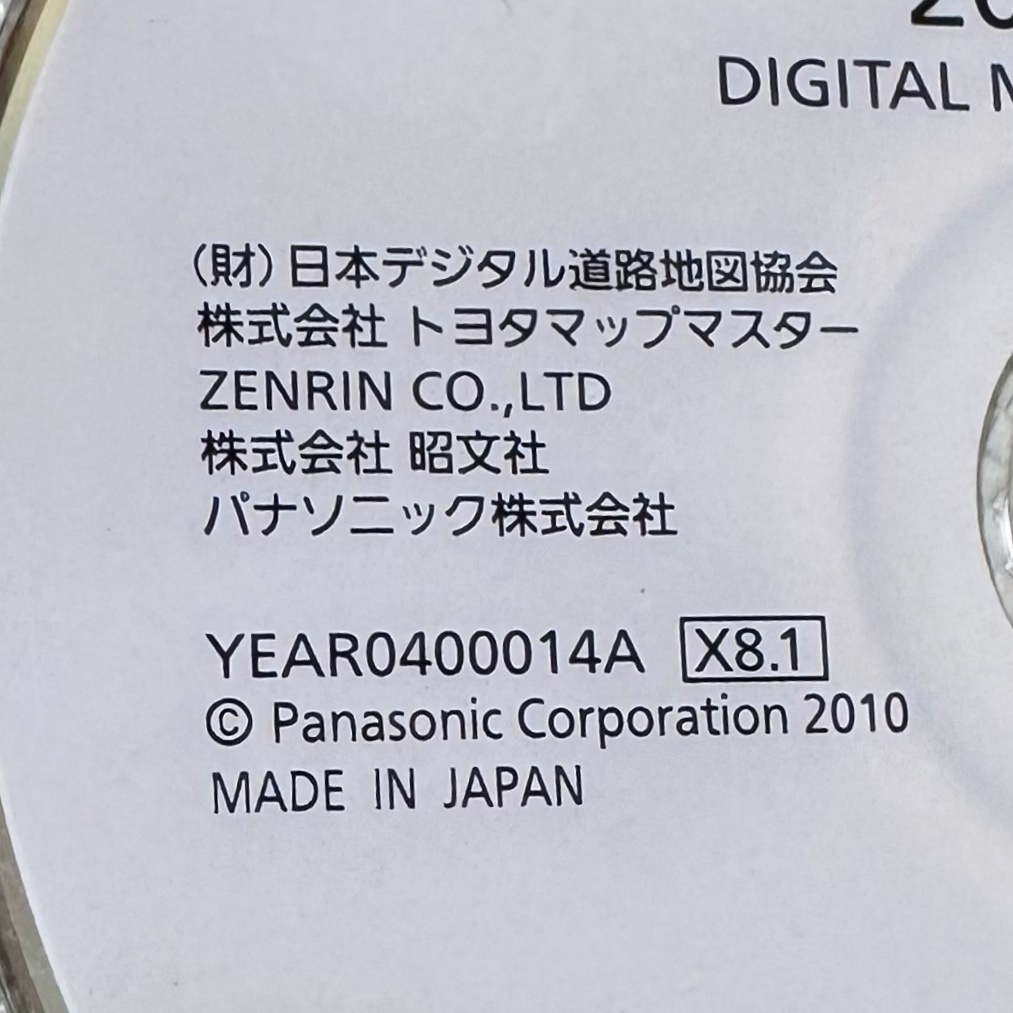 DIGITAL
(財)日本デジタル道路地図協会
株式会社 トヨタマップマスター
ZENRIN CO.,LTD
株式会社 昭文社
パナソニック株式会社
YEAR0400014A X8.1
© Panasonic Corporation 2010
MADE IN JAPAN